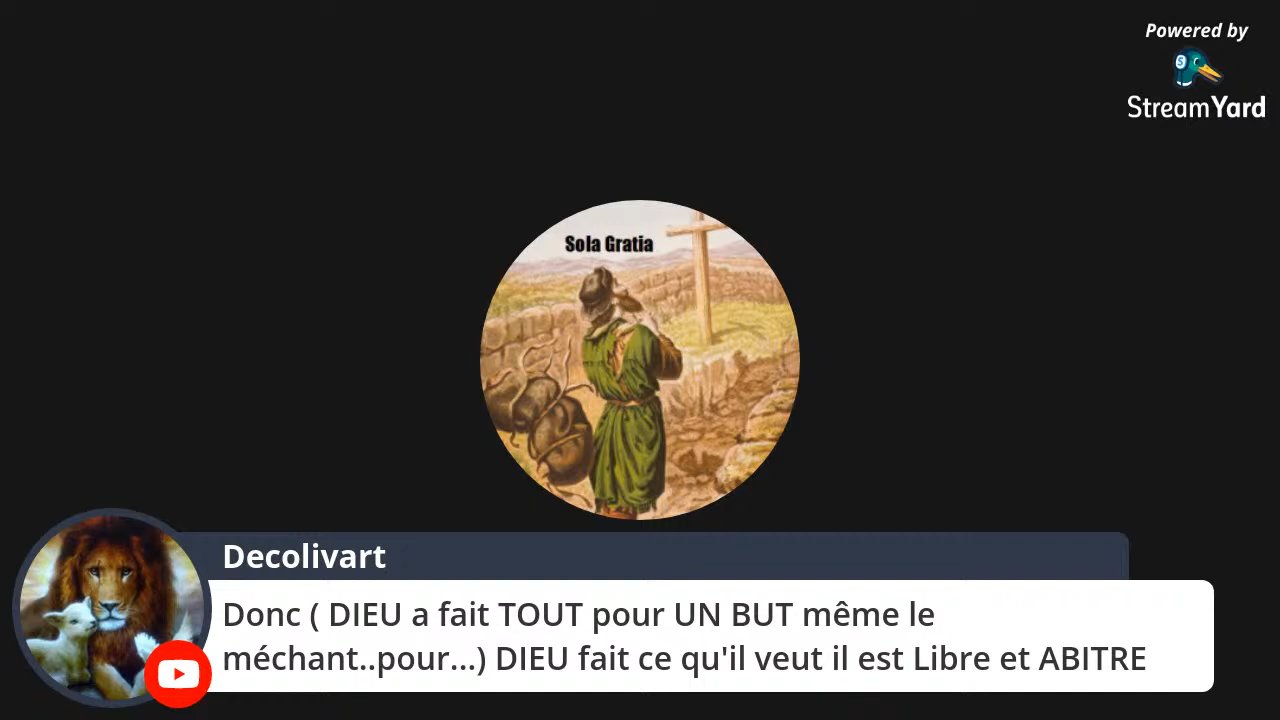 Powered by
StreamYard
Sola Gratia
Decolivart
Donc ( DIEU a fait TOUT pour UN BUT même le
méchant..pour...) DIEU fait ce qu'il veut il est Libre et ABITRE